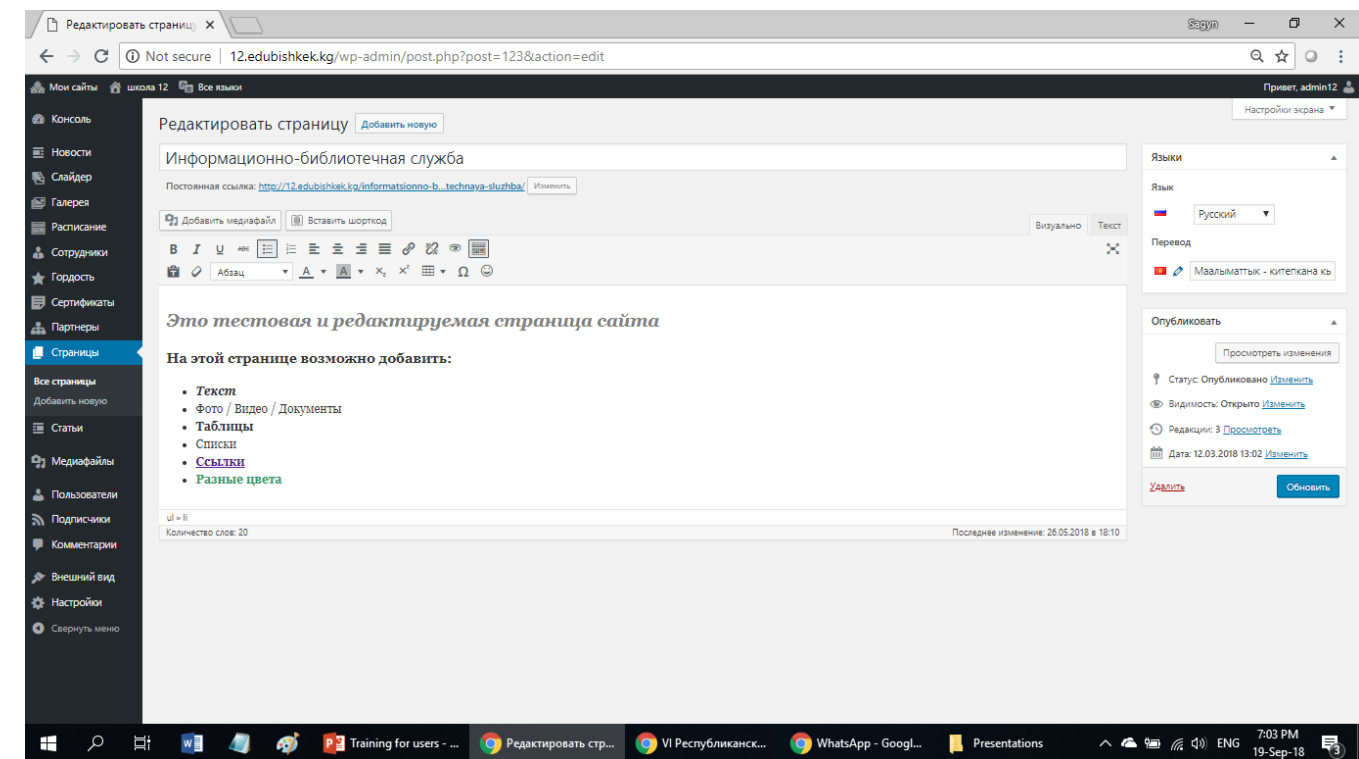 Редактировать страницу
Sagyn
Not secure | 12.edubishkek.kg/wp-admin/post.php?post=123&action=edit
Мои сайты школа 12 Все языки
Привет, admin12
Настройки экрана
Консоль
Новости
Слайдер
Галерея
Расписание
Сотрудники
Гордость
Сертификаты
Партнеры
Страницы
Все страницы
Добавить новую
Статьи
Медиафайлы
Пользователи
Подписчики
Комментарии
Внешний вид
Настройки
Свернуть меню
Редактировать страницу Добавить новую
Информационно-библиотечная служба
Постоянная ссылка: http://12.edubishkek.kg/informatsionno-b...technaya-sluzhba/ Изменить
Добавить медиафайл Вставить шорткод
Визуально Текст
B I U ABC
Абзац A A X₂ X² Ω
Это тестовая и редактируемая страница сайта
На этой странице возможно добавить:
• Текст
• Фото / Видео / Документы
• Таблицы
• Списки
• Ссылки
• Разные цвета
ul » li
Количество слов: 20
Последнее изменение: 26.05.2018 в 18:10
Языки
Язык
Русский
Перевод
Маалыматтык - китепкана кь
Опубликовать
Просмотреть изменения
Статус: Опубликовано Изменить
Видимость: Открыто Изменить
Редакции: 3 Просмотреть
Дата: 12.03.2018 13:02 Изменить
Удалить Обновить
Training for users - ...
Редактировать стр...
VI Республиканск...
WhatsApp - Googl...
Presentations
ENG
7:03 PM
19-Sep-18
3